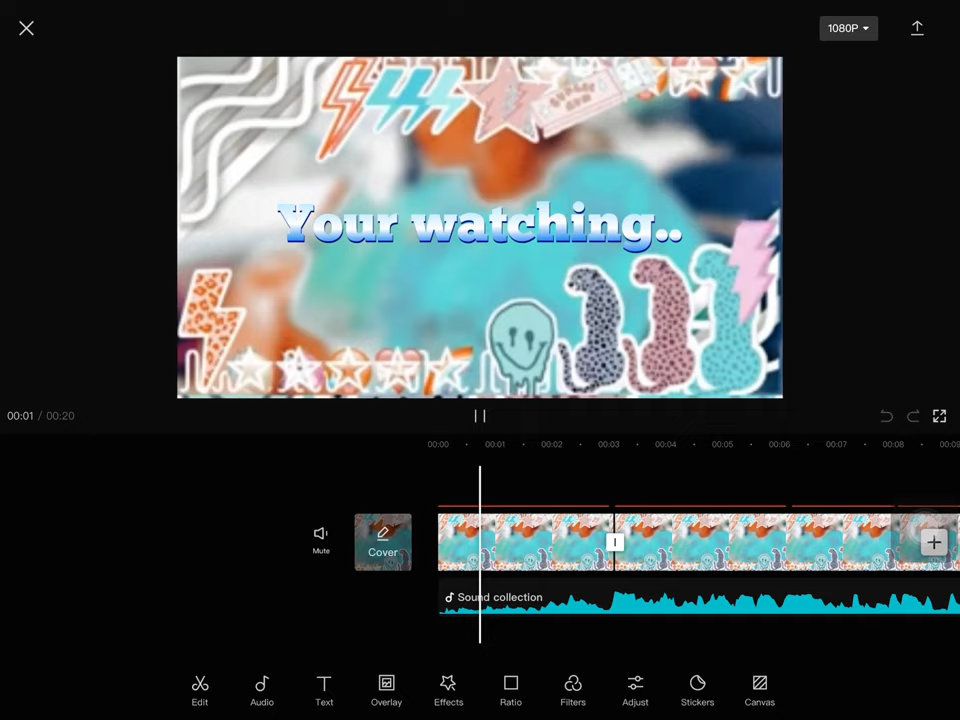 1080P
Your watching..
00:01 / 00:20
00:00 00:01 00:02 00:03 00:04 00:05 00:06 00:07 00:08 00:09
Mute
Cover
Sound collection
Edit Audio Text Overlay Effects Ratio Filters Adjust Stickers Canvas